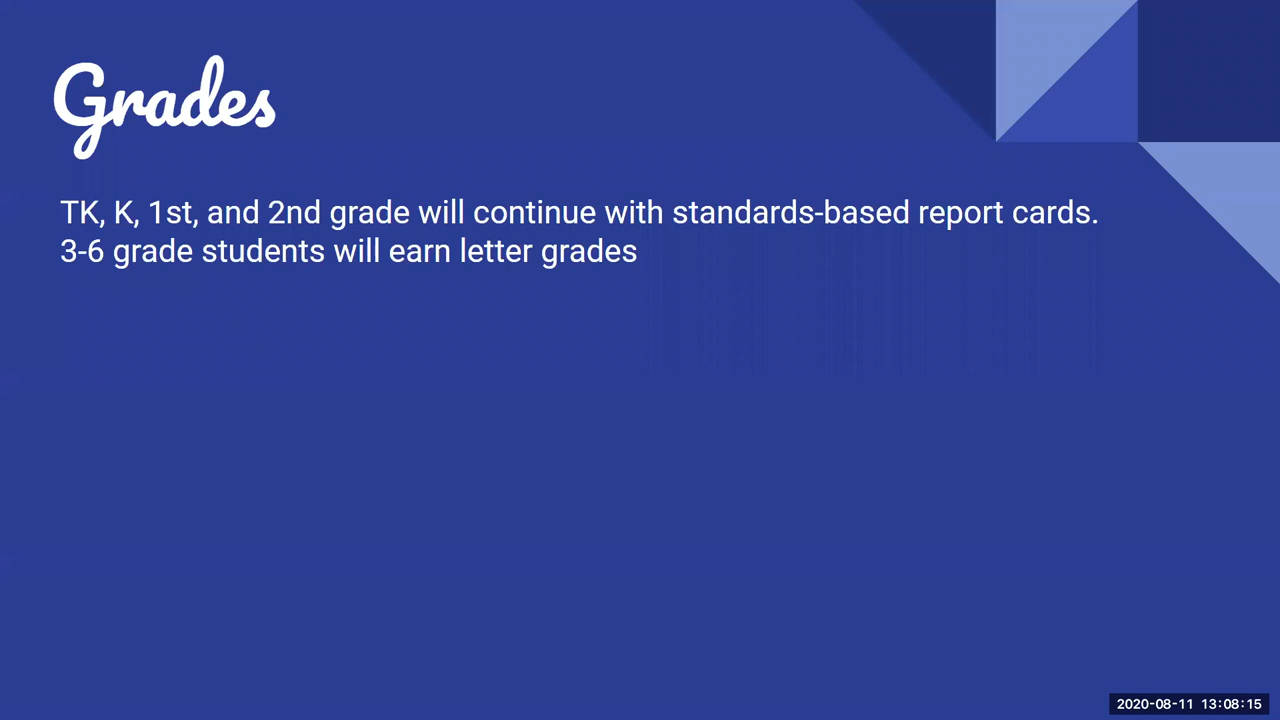 Grades
TK, K, 1st, and 2nd grade will continue with standards-based report cards.
3-6 grade students will earn letter grades
2020-08-11 13:08:15